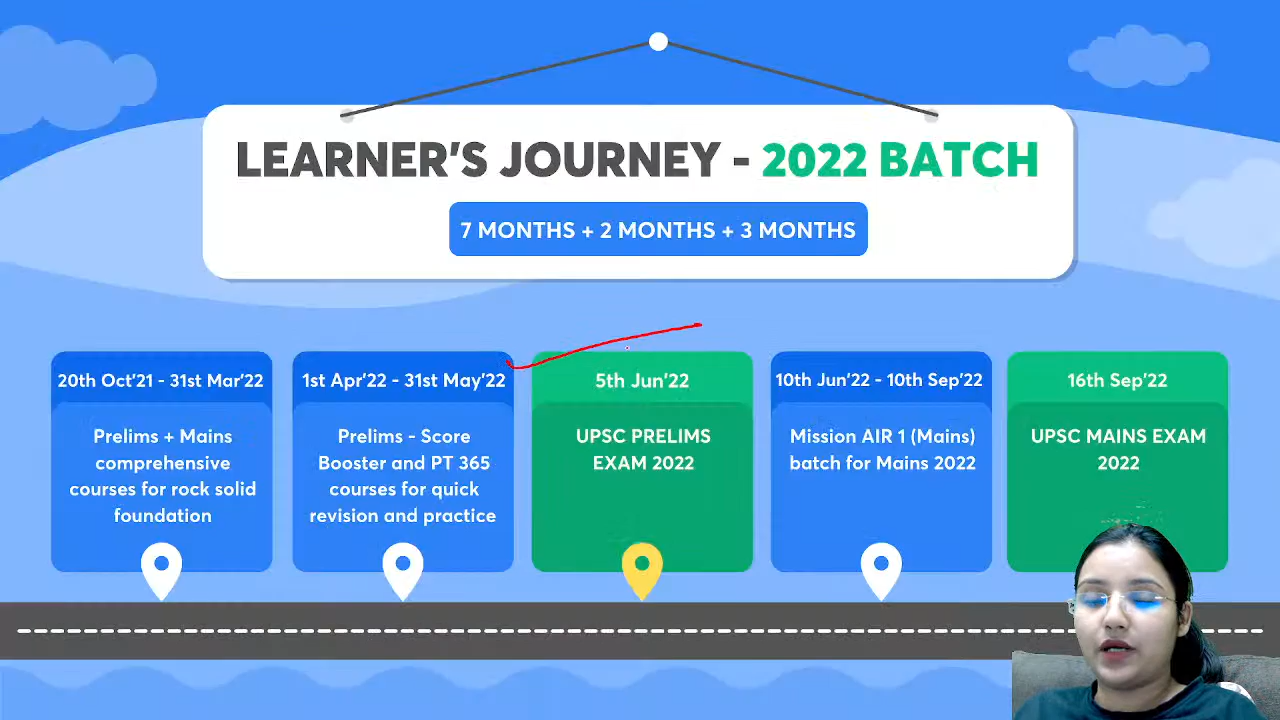 LEARNER'S JOURNEY - 2022 BATCH
7 MONTHS + 2 MONTHS + 3 MONTHS
20th Oct'21 - 31st Mar'22
Prelims + Mains
comprehensive
courses for rock solid
foundation
1st Apr'22 - 31st May'22
Prelims - Score
Booster and PT 365
courses for quick
revision and practice
5th Jun'22
UPSC PRELIMS
EXAM 2022
10th Jun'22 - 10th Sep'22
Mission AIR 1 (Mains)
batch for Mains 2022
16th Sep'22
UPSC MAINS EXAM
2022